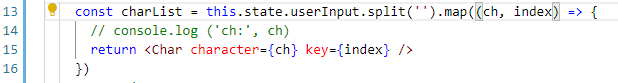 13 const charList = this.state.userInput.split('').map((ch, index) => {
14 // console.log ('ch:', ch)
15 return <Char character={ch} key={index} />
16 })